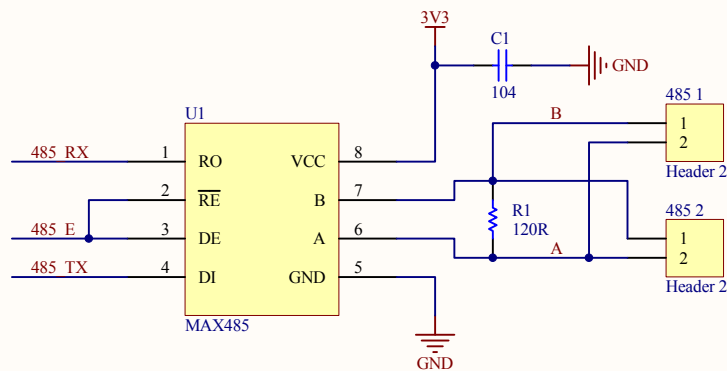 3V3
C1
GND
104
485 1
B
1
2
Header 2
U1
485 RX
1
RO
VCC
8
2
RE
B
7
R1
120R
485 2
1
2
Header 2
485 E
3
DE
A
6
A
485 TX
4
DI
GND
5
MAX485
GND